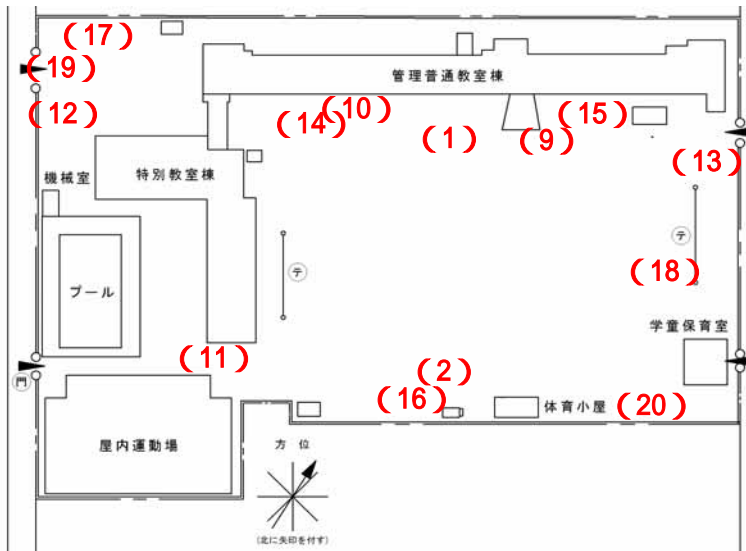 (17)
(19)
管理普通教室棟
(12)
(10)
(14)
(1)
(9)
(15)
(13)
機械室
特別教室棟
テ
テ
(18)
プール
学童保育室
(11)
門
(2)
(16)
体育小屋
(20)
屋内運動場
方位
(北に矢印を付す)